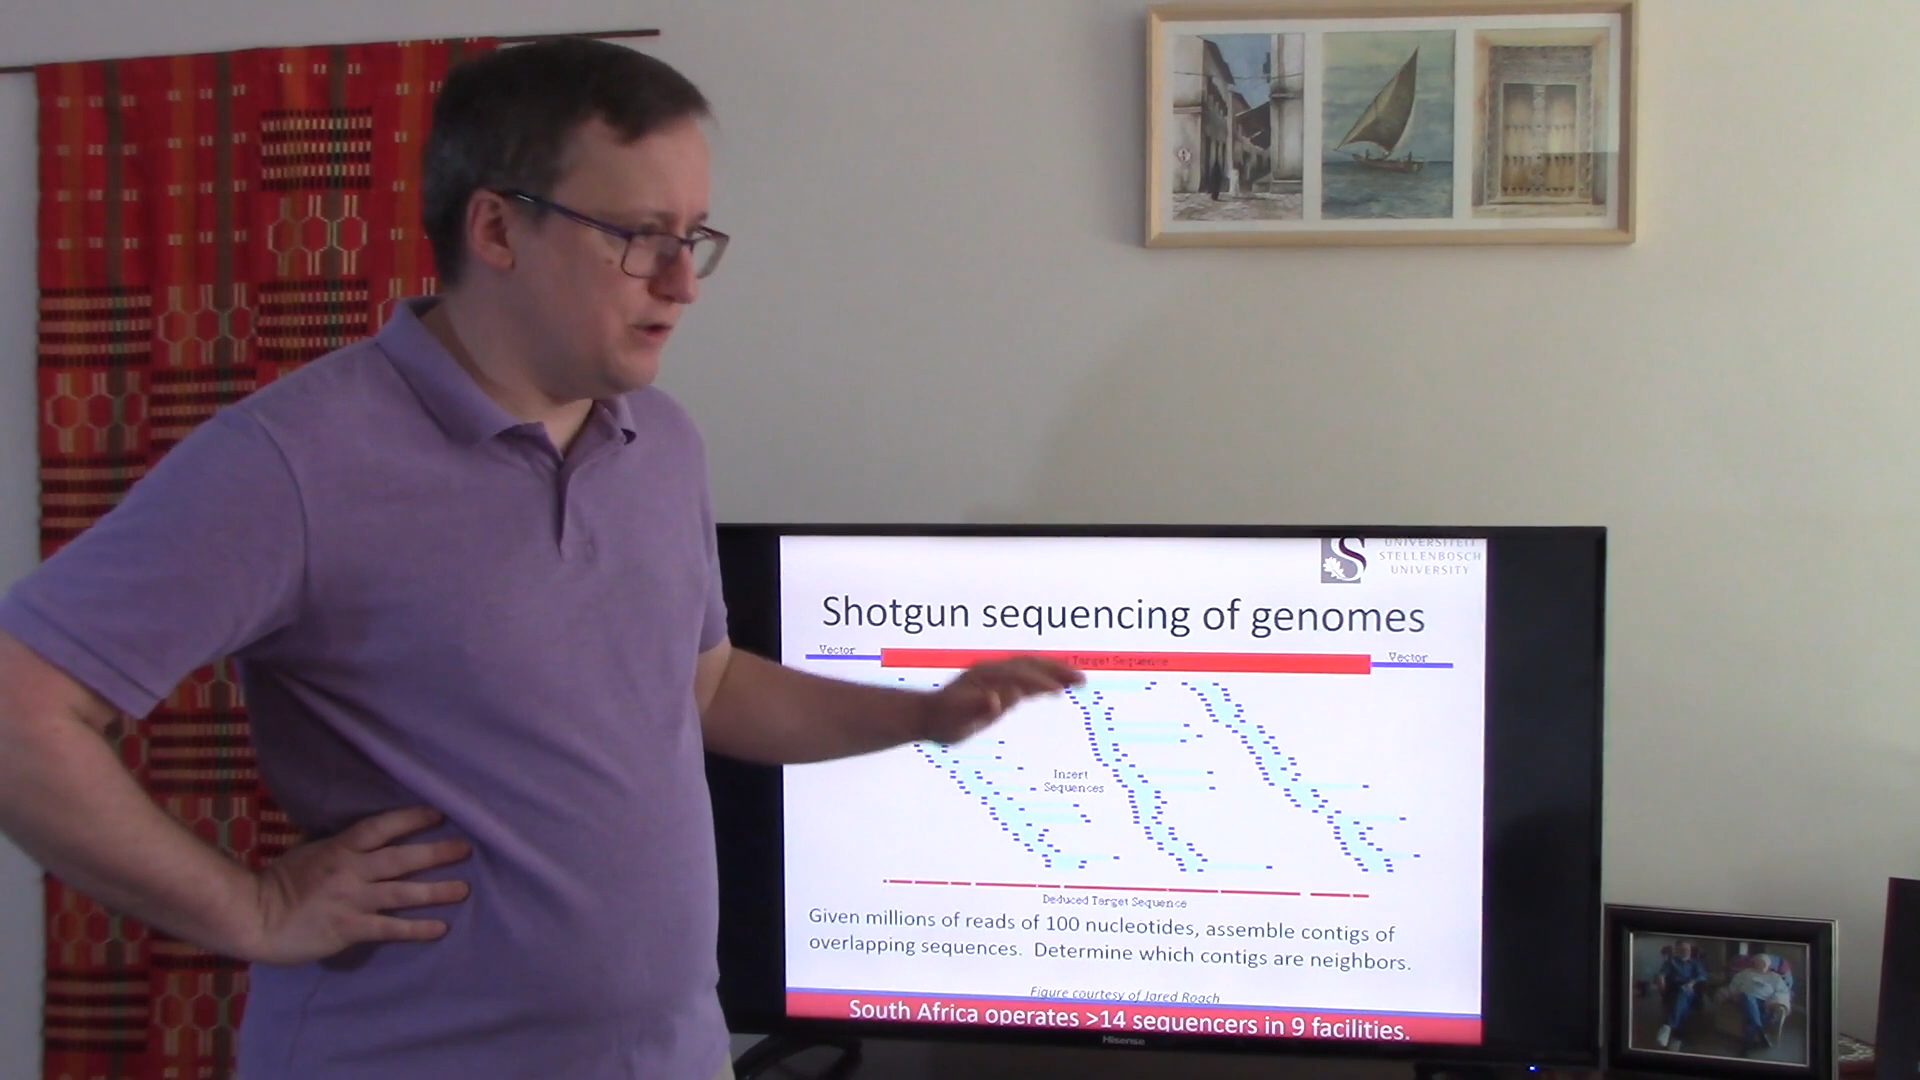 UNIVERSITEIT
STELLENBOSCH
UNIVERSITY
Shotgun sequencing of genomes
Vector
Target Sequence
Vector
Insert
Sequences
Deduced Target Sequence
Given millions of reads of 100 nucleotides, assemble contigs of
overlapping sequences. Determine which contigs are neighbors.
Figure courtesy of Jared Roach
South Africa operates >14 sequencers in 9 facilities.
Hisense